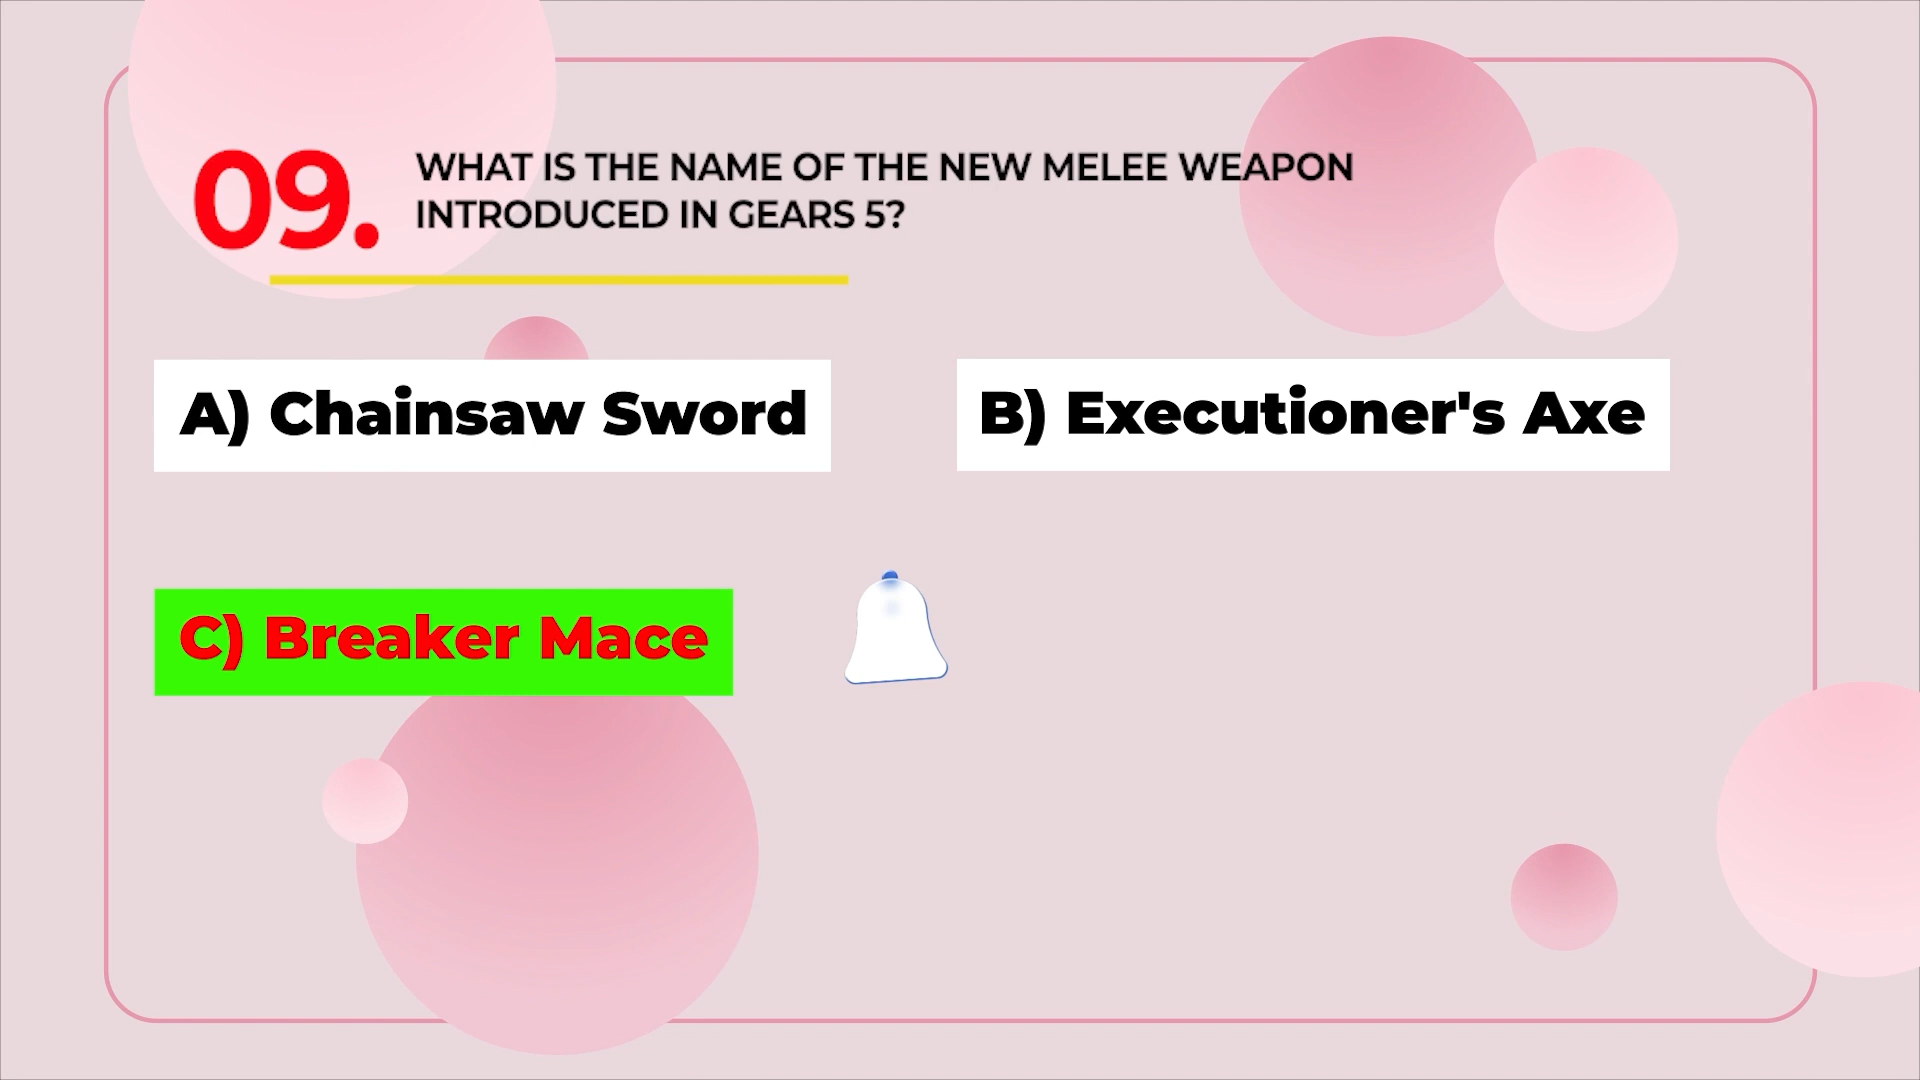 09.
WHAT IS THE NAME OF THE NEW MELEE WEAPON
INTRODUCED IN GEARS 5?
A) Chainsaw Sword
B) Executioner's Axe
C) Breaker Mace